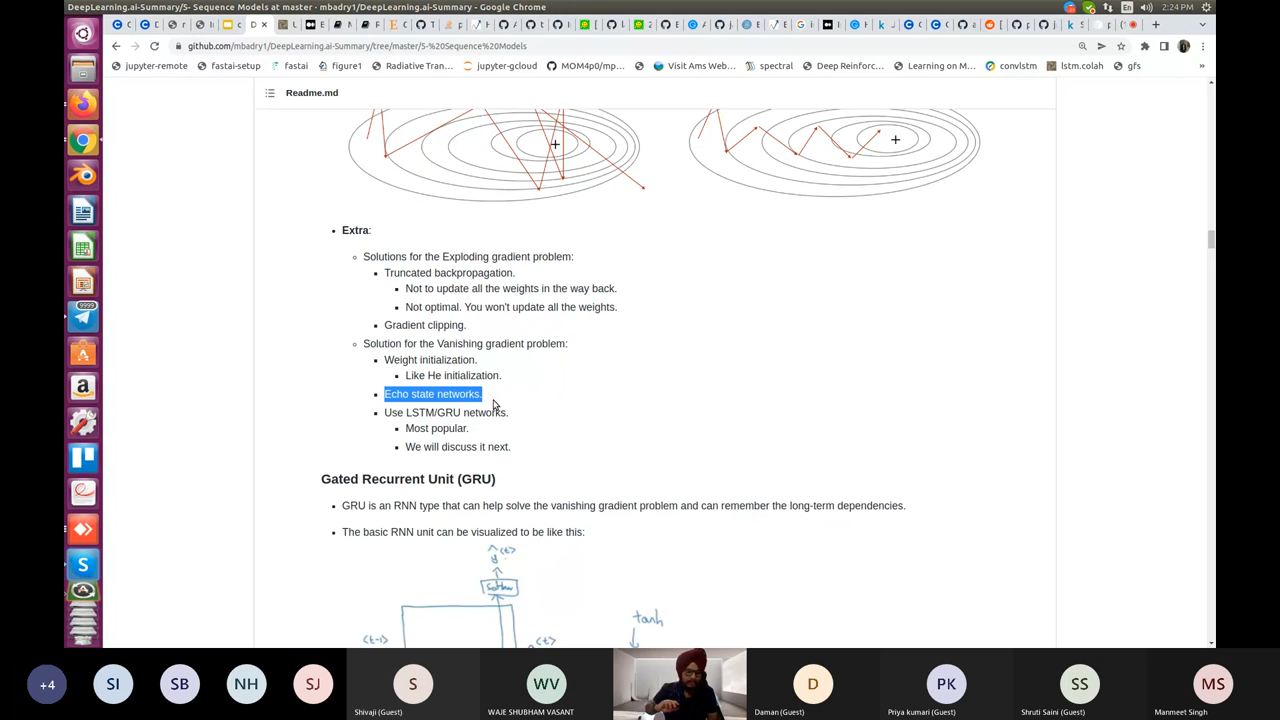 DeepLearning.ai-Summary/5- Sequence Models at master · mbadry1/DeepLearning.ai-Summary - Google Chrome
En
2:24 PM
github.com/mbadry1/DeepLearning.ai-Summary/tree/master/5-%20Sequence%20Models
jupyter-remote
fastai-setup
fastai
figure1
Radiative Tran...
jupyter-gcloud
MOM4p0/mp...
Visit Ams Web...
spectral
Deep Reinforc...
Learning on M...
convlstm
lstm.colah
gfs
Readme.md
Extra:
Solutions for the Exploding gradient problem:
Truncated backpropagation.
Not to update all the weights in the way back.
Not optimal. You won't update all the weights.
Gradient clipping.
Solution for the Vanishing gradient problem:
Weight initialization.
Like He initialization.
Echo state networks.
Use LSTM/GRU networks.
Most popular.
We will discuss it next.
Gated Recurrent Unit (GRU)
GRU is an RNN type that can help solve the vanishing gradient problem and can remember the long-term dependencies.
The basic RNN unit can be visualized to be like this:
tanh
<t-1>
<t>
+4
SI
SB
NH
SJ
S
Shivaji (Guest)
WV
WAJE SHUBHAM VASANT
D
Daman (Guest)
PK
Priya kumari (Guest)
SS
Shruti Saini (Guest)
MS
Manmeet Singh